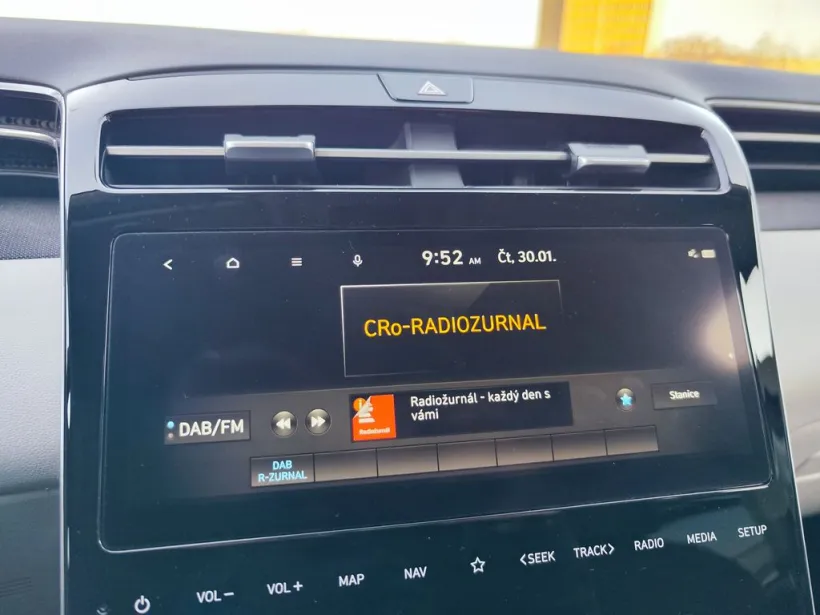 9:52 AM Čt, 30.01.
CRo-RADIOZURNAL
DAB/FM
Radiožurnál
Radiožurnál - každý den s
vámi
Stanice
DAB
R-ZURNAL
VOL− VOL+ MAP NAV <SEEK TRACK> RADIO MEDIA SETUP